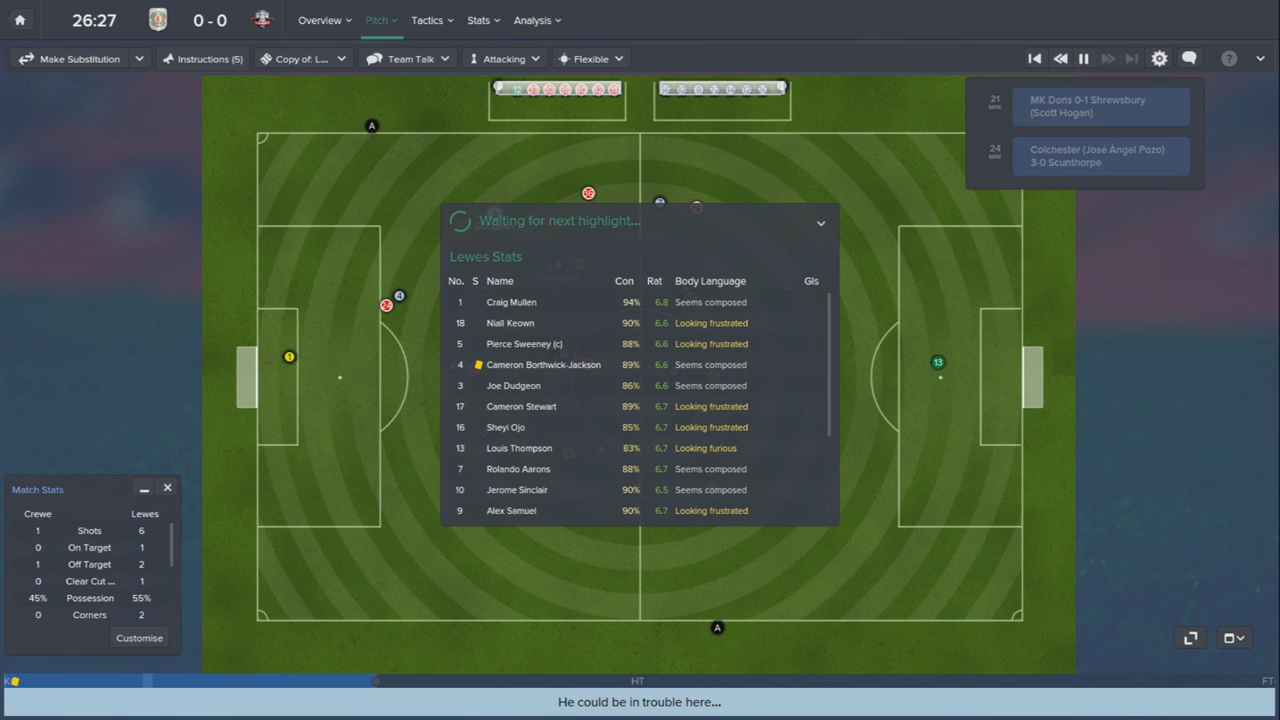 26:27 0 - 0 Overview Pitch Tactics Stats Analysis
Make Substitution Instructions (5) Copy of: L... Team Talk Attacking Flexible ?
21 MIN MK Dons 0-1 Shrewsbury
(Scott Hogan)
24 MIN Colchester (José Ángel Pozo)
3-0 Scunthorpe
A
Waiting for next highlight...
Lewes Stats
No. S Name Con Rat Body Language Gls
1 Craig Mullen 94% 6.8 Seems composed
18 Niall Keown 90% 6.6 Looking frustrated
5 Pierce Sweeney (c) 88% 6.6 Looking frustrated
4 Cameron Borthwick-Jackson 89% 6.6 Seems composed
3 Joe Dudgeon 86% 6.6 Seems composed
17 Cameron Stewart 89% 6.7 Looking frustrated
16 Sheyi Ojo 85% 6.7 Looking frustrated
13 Louis Thompson 83% 6.7 Looking furious
7 Rolando Aarons 88% 6.7 Seems composed
10 Jerome Sinclair 90% 6.5 Seems composed
9 Alex Samuel 90% 6.7 Looking frustrated
4
24
1
13
A
Match Stats
Crewe Lewes
1 Shots 6
0 On Target 1
1 Off Target 2
0 Clear Cut ... 1
45% Possession 55%
0 Corners 2
Customise
K HT FT
He could be in trouble here...